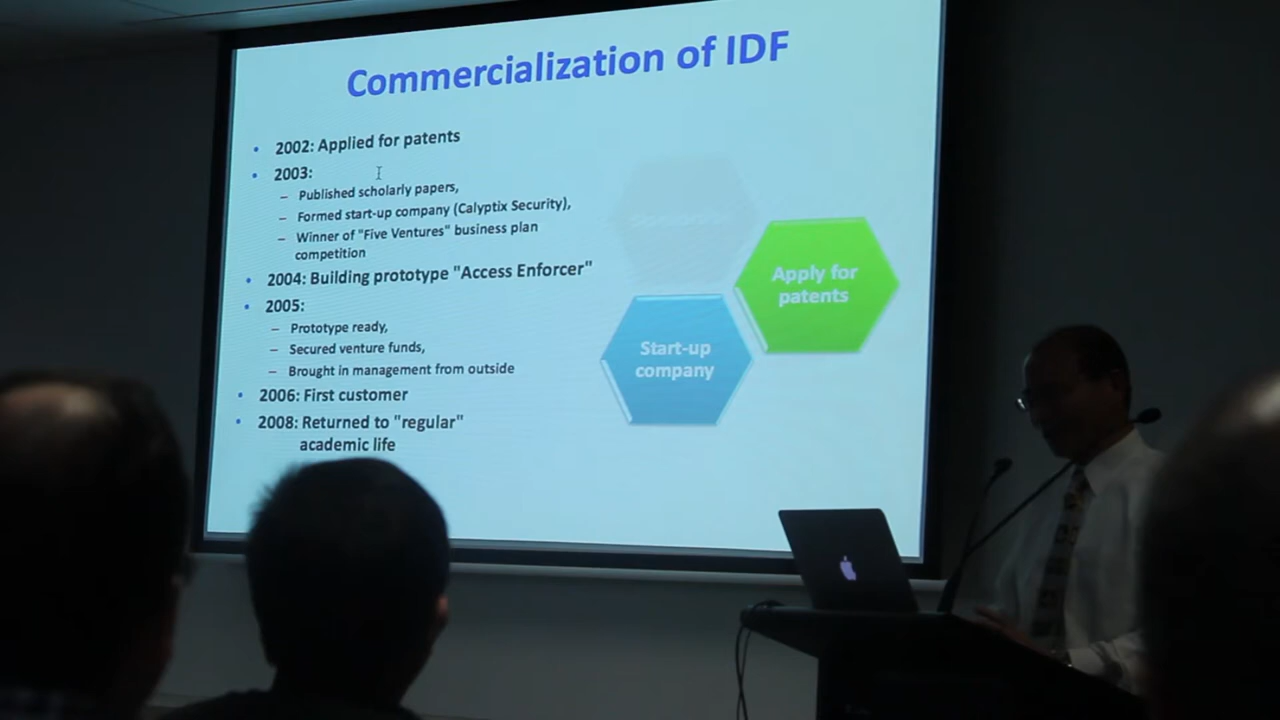 Commercialization of IDF
• 2002: Applied for patents
• 2003:
– Published scholarly papers,
– Formed start-up company (Calyptix Security),
– Winner of "Five Ventures" business plan
competition
• 2004: Building prototype "Access Enforcer"
• 2005:
– Prototype ready,
– Secured venture funds,
– Brought in management from outside
• 2006: First customer
• 2008: Returned to "regular"
academic life
Apply for
patents
Start-up
company